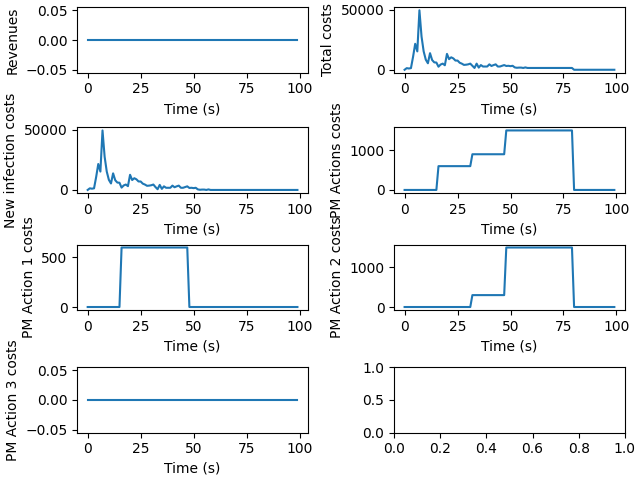 Revenues
0.05
0.00
−0.05
0 25 50 75 100
Time (s)
Total costs
50000
0
0 25 50 75 100
Time (s)
New infection costs
50000
0
0 25 50 75 100
Time (s)
PM Actions costs
1000
0
0 25 50 75 100
Time (s)
PM Action 1 costs
500
0
0 25 50 75 100
Time (s)
PM Action 2 costs
1000
0
0 25 50 75 100
Time (s)
PM Action 3 costs
0.05
0.00
−0.05
0 25 50 75 100
Time (s)
1.0
0.5
0.0
0.0 0.2 0.4 0.6 0.8 1.0